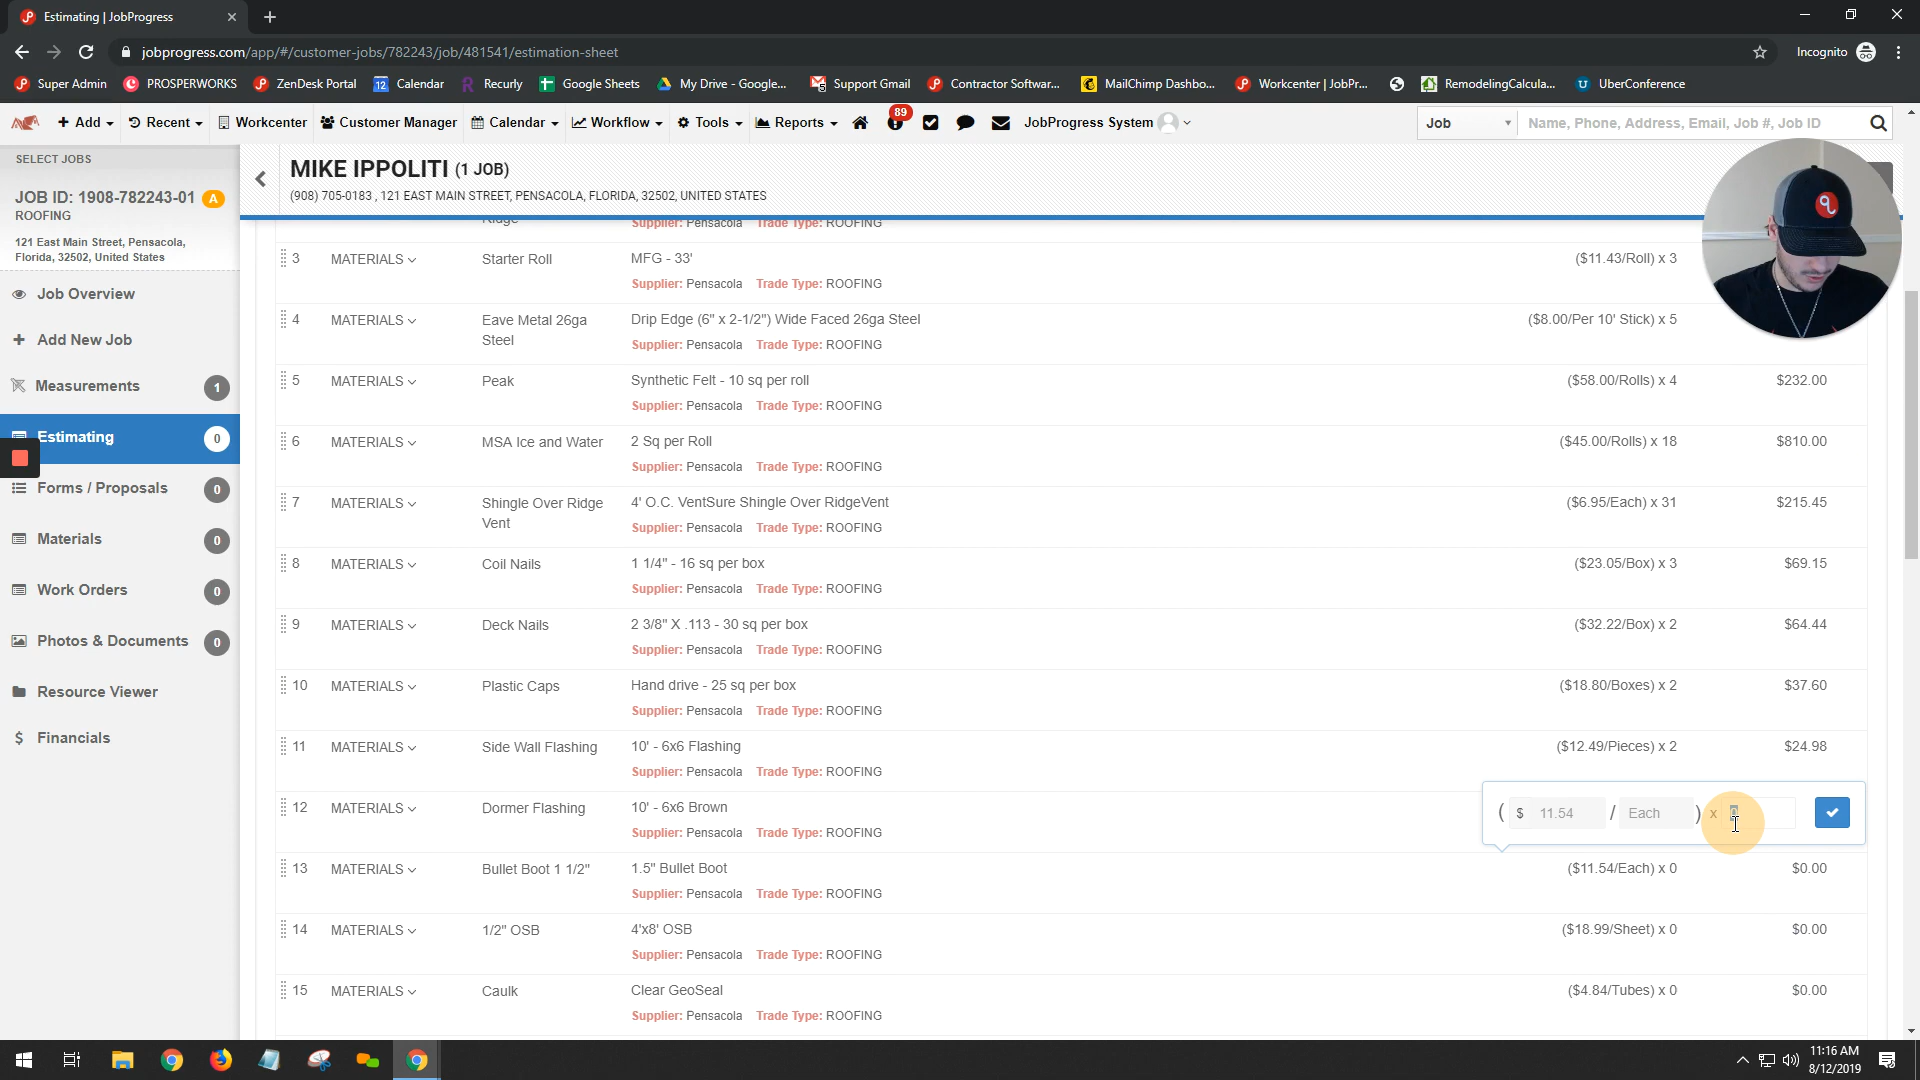 Estimating | JobProgress
jobprogress.com/app/#/customer-jobs/782243/job/481541/estimation-sheet
Incognito
Super Admin
PROSPERWORKS
ZenDesk Portal
12
Calendar
Recurly
Google Sheets
My Drive - Google...
Support Gmail
Contractor Softwar...
MailChimp Dashbo...
Workcenter | JobPr...
RemodelingCalcula...
U
UberConference
Add
Recent
Workcenter
Customer Manager
Calendar
Workflow
Tools
Reports
89
JobProgress System
Job
Name, Phone, Address, Email, Job #, Job ID
SELECT JOBS
JOB ID: 1908-782243-01
A
ROOFING
121 East Main Street, Pensacola,
Florida, 32502, United States
MIKE IPPOLITI (1 JOB)
(908) 705-0183 , 121 EAST MAIN STREET, PENSACOLA, FLORIDA, 32502, UNITED STATES
Job Overview
Add New Job
Measurements 1
Estimating 0
Forms / Proposals 0
Materials 0
Work Orders 0
Photos & Documents 0
Resource Viewer
$ Financials
Ridge
Supplier: Pensacola Trade Type: ROOFING
3 MATERIALS Starter Roll MFG - 33' ($11.43/Roll) x 3
Supplier: Pensacola Trade Type: ROOFING
4 MATERIALS Eave Metal 26ga Drip Edge (6" x 2-1/2") Wide Faced 26ga Steel ($8.00/Per 10' Stick) x 5
Steel Supplier: Pensacola Trade Type: ROOFING
5 MATERIALS Peak Synthetic Felt - 10 sq per roll ($58.00/Rolls) x 4 $232.00
Supplier: Pensacola Trade Type: ROOFING
6 MATERIALS MSA Ice and Water 2 Sq per Roll ($45.00/Rolls) x 18 $810.00
Supplier: Pensacola Trade Type: ROOFING
7 MATERIALS Shingle Over Ridge 4' O.C. VentSure Shingle Over RidgeVent ($6.95/Each) x 31 $215.45
Vent Supplier: Pensacola Trade Type: ROOFING
8 MATERIALS Coil Nails 1 1/4" - 16 sq per box ($23.05/Box) x 3 $69.15
Supplier: Pensacola Trade Type: ROOFING
9 MATERIALS Deck Nails 2 3/8" X .113 - 30 sq per box ($32.22/Box) x 2 $64.44
Supplier: Pensacola Trade Type: ROOFING
10 MATERIALS Plastic Caps Hand drive - 25 sq per box ($18.80/Boxes) x 2 $37.60
Supplier: Pensacola Trade Type: ROOFING
11 MATERIALS Side Wall Flashing 10' - 6x6 Flashing ($12.49/Pieces) x 2 $24.98
Supplier: Pensacola Trade Type: ROOFING
12 MATERIALS Dormer Flashing 10' - 6x6 Brown
Supplier: Pensacola Trade Type: ROOFING
( $ 11.54 / Each ) x 0
13 MATERIALS Bullet Boot 1 1/2" 1.5" Bullet Boot ($11.54/Each) x 0 $0.00
Supplier: Pensacola Trade Type: ROOFING
14 MATERIALS 1/2" OSB 4'x8' OSB ($18.99/Sheet) x 0 $0.00
Supplier: Pensacola Trade Type: ROOFING
15 MATERIALS Caulk Clear GeoSeal ($4.84/Tubes) x 0 $0.00
Supplier: Pensacola Trade Type: ROOFING
11:16 AM
8/12/2019